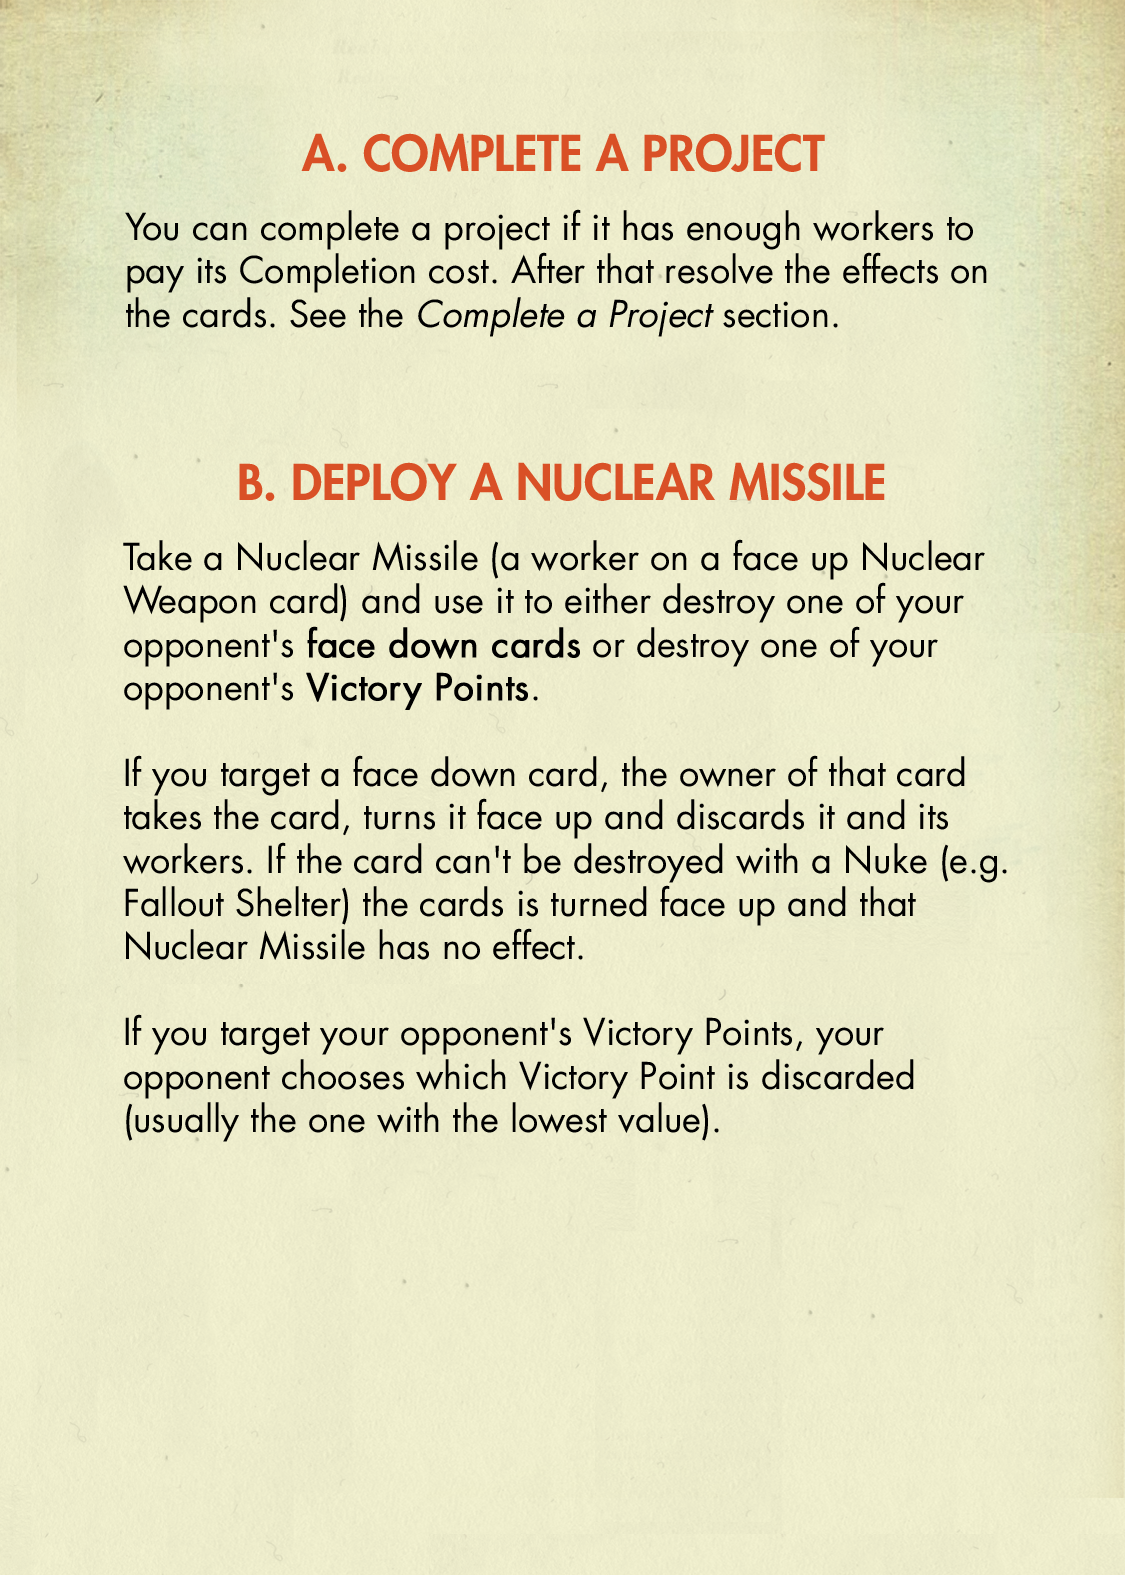 A. COMPLETE A PROJECT
You can complete a project if it has enough workers to
pay its Completion cost. After that resolve the effects on
the cards. See the Complete a Project section.
B. DEPLOY A NUCLEAR MISSILE
Take a Nuclear Missile (a worker on a face up Nuclear
Weapon card) and use it to either destroy one of your
opponent's face down cards or destroy one of your
opponent's Victory Points.
If you target a face down card, the owner of that card
takes the card, turns it face up and discards it and its
workers. If the card can't be destroyed with a Nuke (e.g.
Fallout Shelter) the cards is turned face up and that
Nuclear Missile has no effect.
If you target your opponent's Victory Points, your
opponent chooses which Victory Point is discarded
(usually the one with the lowest value).